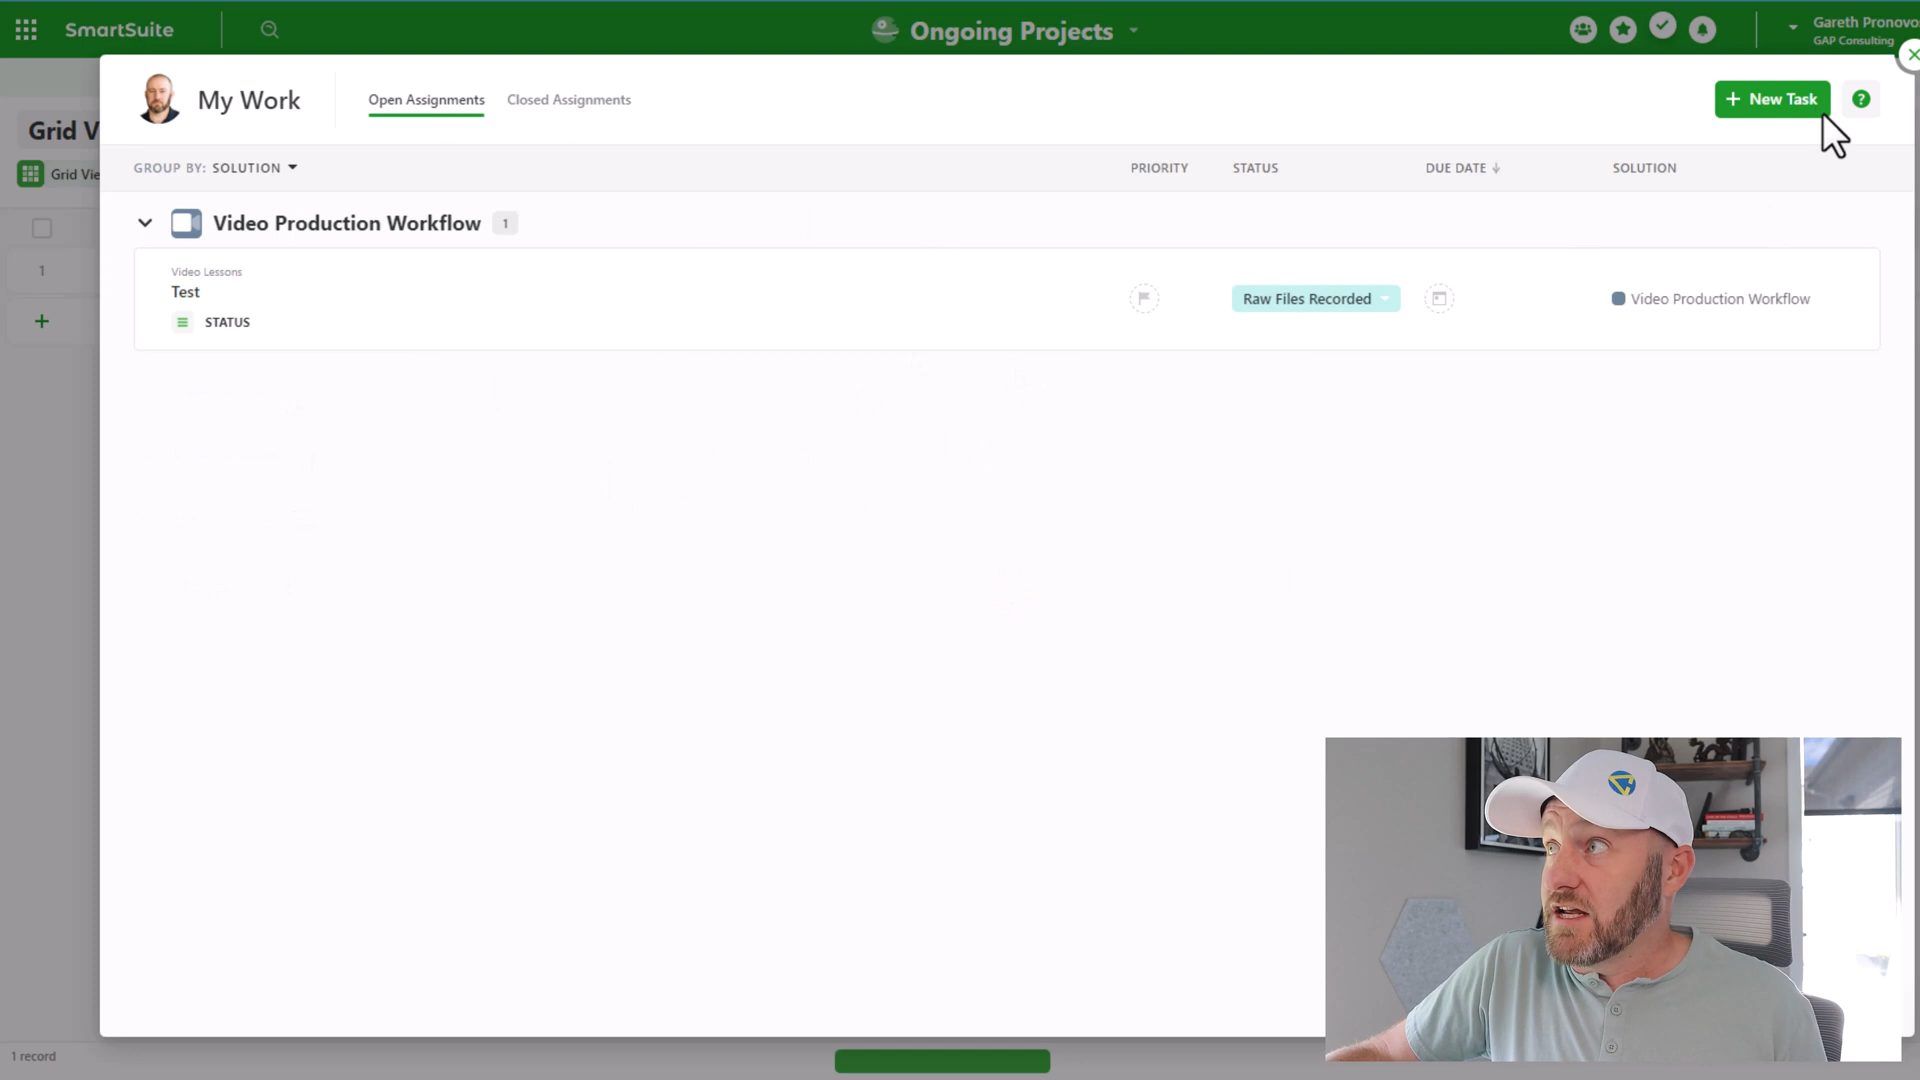 SmartSuite
Ongoing Projects
Gareth Pronovo
GAP Consulting
My Work
Open Assignments
Closed Assignments
+ New Task
?
Grid V
Grid Vie
GROUP BY: SOLUTION
PRIORITY
STATUS
DUE DATE
SOLUTION
Video Production Workflow 1
1
Video Lessons
Test
STATUS
Raw Files Recorded
Video Production Workflow
1 record